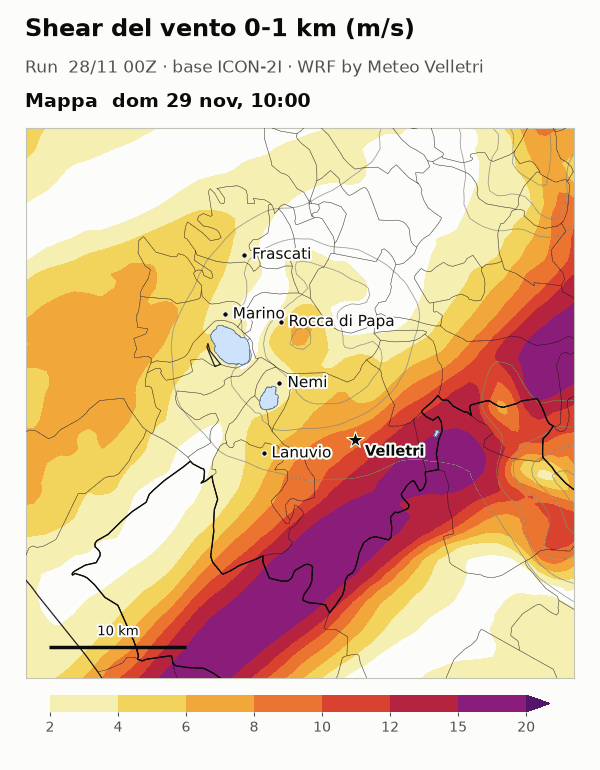 Shear del vento 0-1 km (m/s)
Run  28/11 00Z · base ICON-2I · WRF by Meteo Velletri
Mappa  dom 29 nov, 10:00
Frascati
Marino
Rocca di Papa
Nemi
Velletri
Lanuvio
10 km
2 4 6 8 10 12 15 20